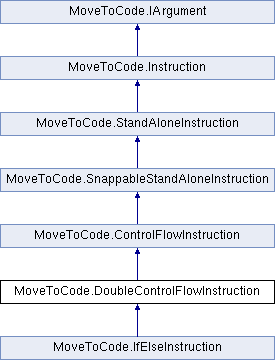 MoveToCode.IArgument
MoveToCode.Instruction
MoveToCode.StandAloneInstruction
MoveToCode.SnappableStandAloneInstruction
MoveToCode.ControlFlowInstruction
MoveToCode.DoubleControlFlowInstruction
MoveToCode.IfElseInstruction